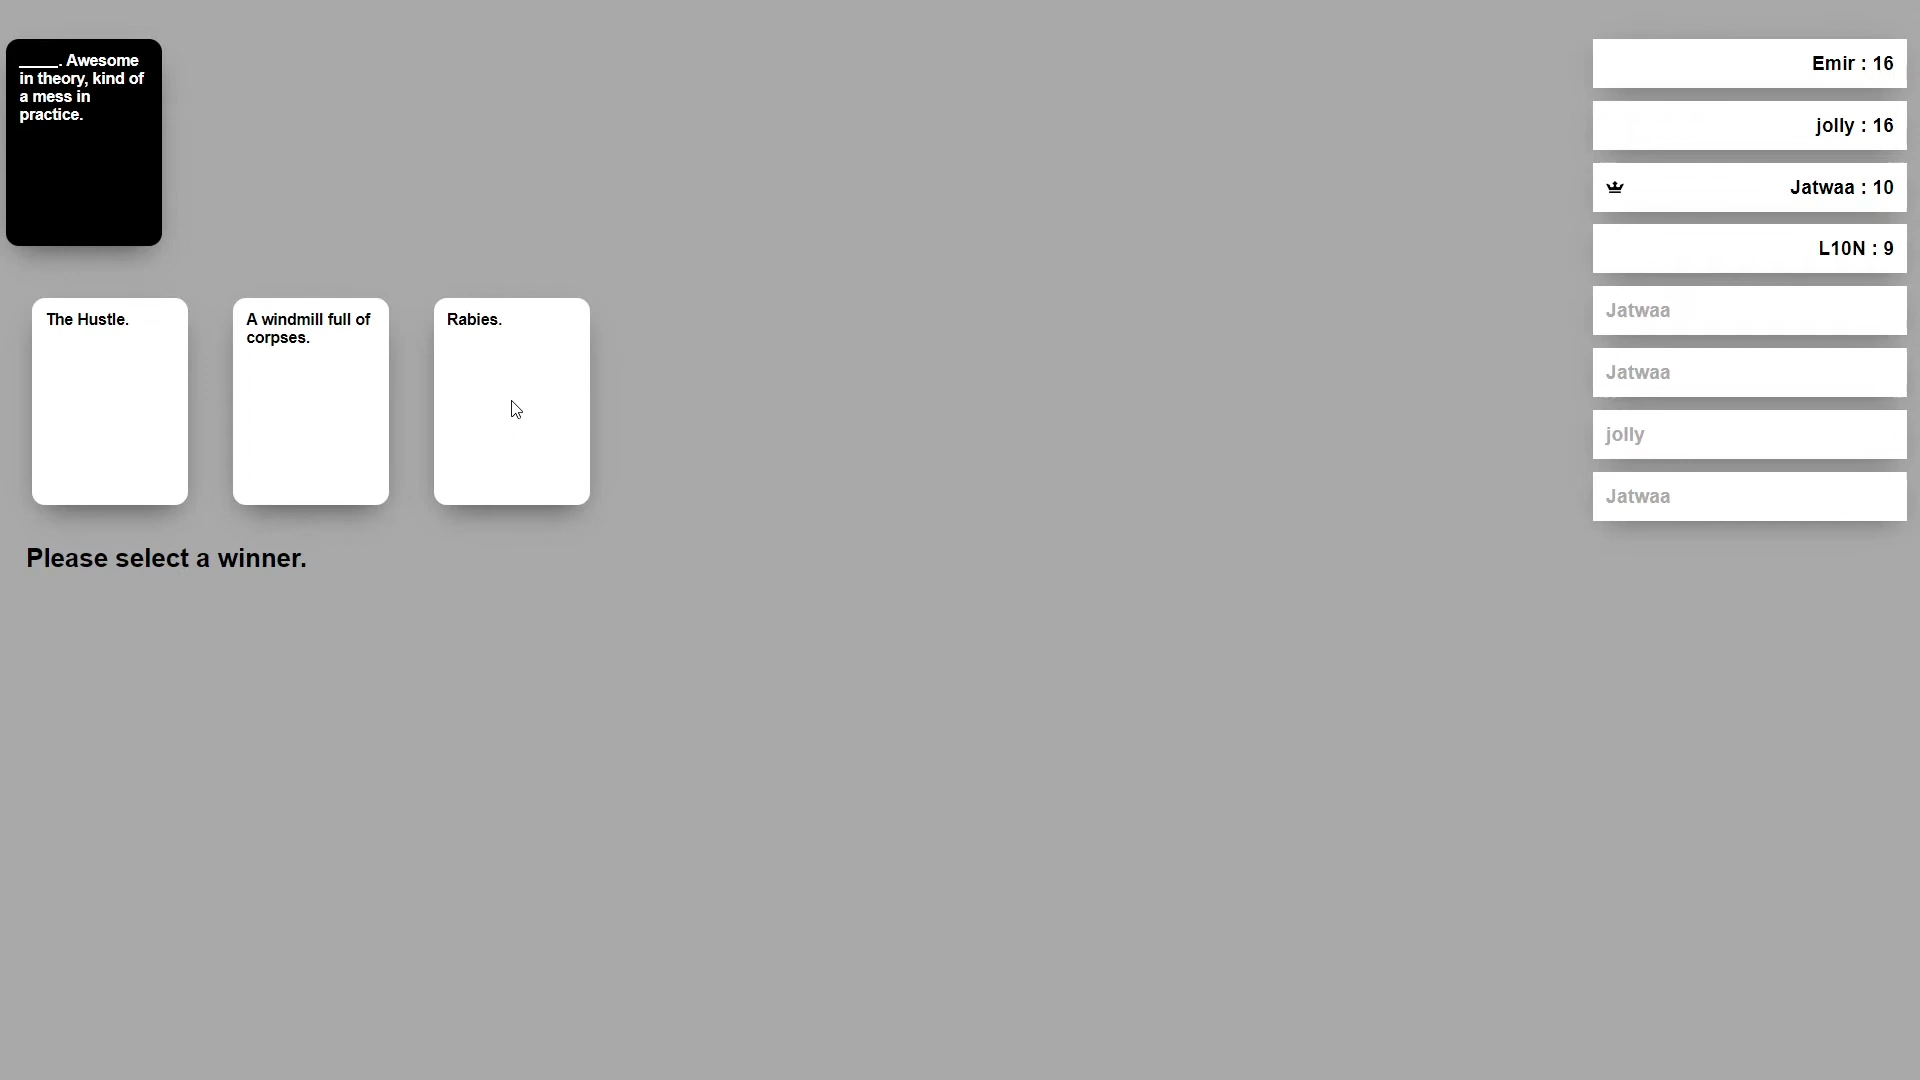 _____. Awesome
in theory, kind of
a mess in
practice.
The Hustle.
A windmill full of
corpses.
Rabies.
Please select a winner.
Emir : 16
jolly : 16
Jatwaa : 10
L10N : 9
Jatwaa
Jatwaa
jolly
Jatwaa